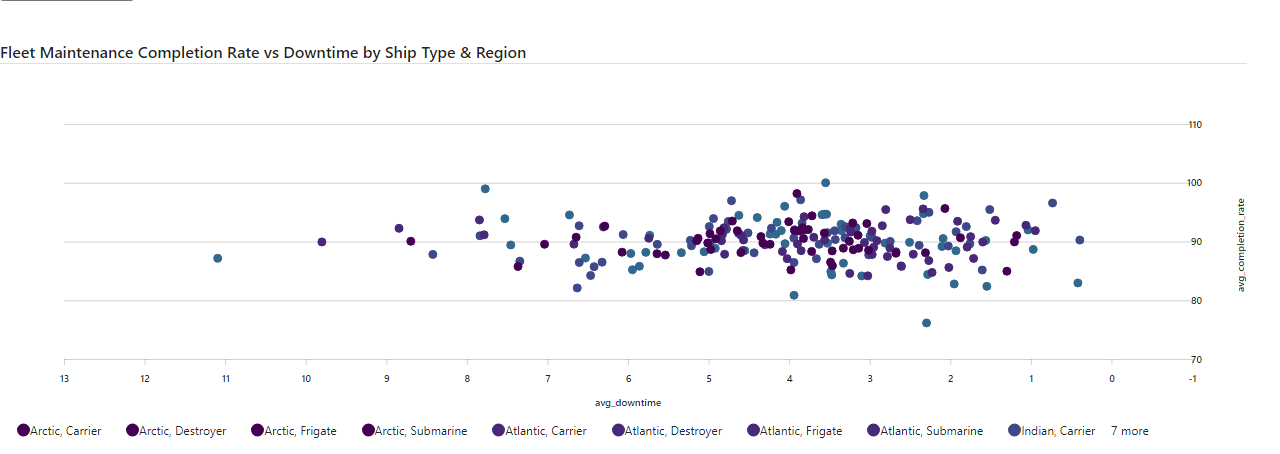 Fleet Maintenance Completion Rate vs Downtime by Ship Type & Region
110
100
90
80
70
avg_completion_rate
13 12 11 10 9 8 7 6 5 4 3 2 1 0 -1
avg_downtime
Arctic, Carrier Arctic, Destroyer Arctic, Frigate Arctic, Submarine Atlantic, Carrier Atlantic, Destroyer Atlantic, Frigate Atlantic, Submarine Indian, Carrier 7 more